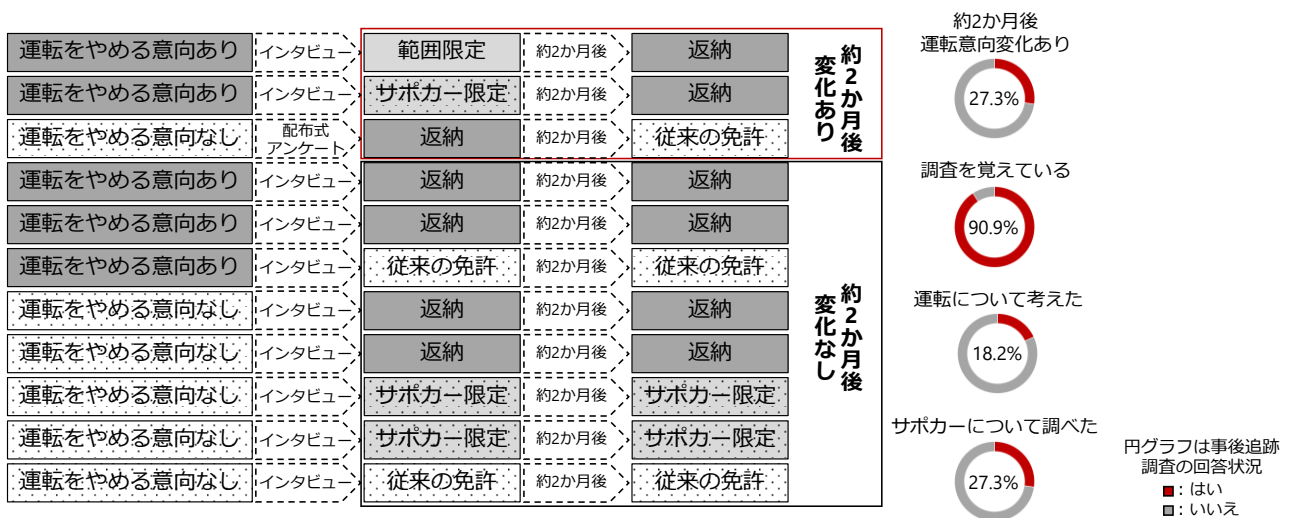 運転をやめる意向あり インタビュー 範囲限定 約2か月後 返納
運転をやめる意向あり インタビュー サポカー限定 約2か月後 返納
運転をやめる意向なし 配布式アンケート 返納 約2か月後 従来の免許
約2か月後
変化あり
運転をやめる意向あり インタビュー 返納 約2か月後 返納
運転をやめる意向あり インタビュー 返納 約2か月後 返納
運転をやめる意向あり インタビュー 従来の免許 約2か月後 従来の免許
運転をやめる意向なし インタビュー 返納 約2か月後 返納
運転をやめる意向なし インタビュー 返納 約2か月後 返納
運転をやめる意向なし インタビュー サポカー限定 約2か月後 サポカー限定
運転をやめる意向なし インタビュー サポカー限定 約2か月後 サポカー限定
運転をやめる意向なし インタビュー 従来の免許 約2か月後 従来の免許
約2か月後
変化なし
約2か月後
運転意向変化あり
27.3%
調査を覚えている
90.9%
運転について考えた
18.2%
サポカーについて調べた
27.3%
円グラフは事後追跡
調査の回答状況
: はい
: いいえ